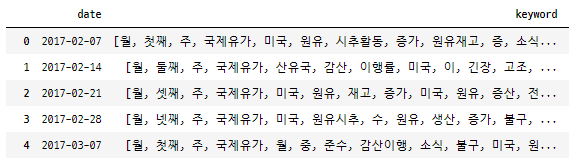 date keyword
0 2017-02-07 [월, 첫째, 주, 국제유가, 미국, 원유, 시추활동, 증가, 원유재고, 증, 소식...
1 2017-02-14 [월, 둘째, 주, 국제유가, 산유국, 감산, 이행률, 미국, 이, 긴장, 고조, ...
2 2017-02-21 [월, 셋째, 주, 국제유가, 미국, 원유, 재고, 증가, 미국, 원유, 증산, 전...
3 2017-02-28 [월, 넷째, 주, 국제유가, 미국, 원유시추, 수, 원유, 생산, 증가, 불구, ...
4 2017-03-07 [월, 첫째, 주, 국제유가, 월, 중, 준수, 감산이행, 소식, 불구, 미국, 원...